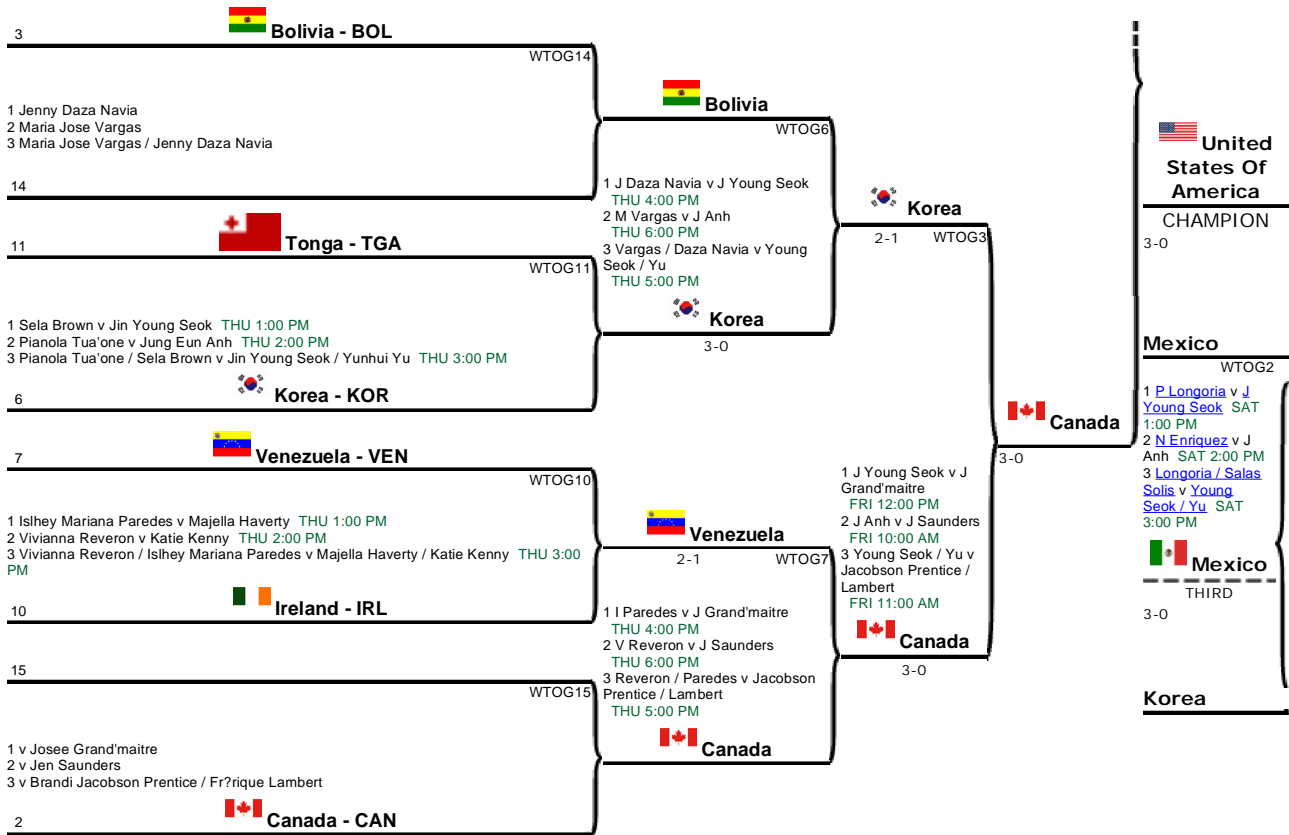 3
Bolivia - BOL
WTOG14
1 Jenny Daza Navia
2 Maria Jose Vargas
3 Maria Jose Vargas / Jenny Daza Navia
14
11
Tonga - TGA
WTOG11
1 Sela Brown v Jin Young Seok THU 1:00 PM
2 Pianola Tua'one v Jung Eun Anh THU 2:00 PM
3 Pianola Tua'one / Sela Brown v Jin Young Seok / Yunhui Yu THU 3:00 PM
Korea - KOR
6
7
Venezuela - VEN
WTOG10
1 Islhey Mariana Paredes v Majella Haverty THU 1:00 PM
2 Vivianna Reveron v Katie Kenny THU 2:00 PM
3 Vivianna Reveron / Islhey Mariana Paredes v Majella Haverty / Katie Kenny THU 3:00
PM
Ireland - IRL
10
15
WTOG15
1 v Josee Grand'maitre
2 v Jen Saunders
3 v Brandi Jacobson Prentice / Fr?rique Lambert
Canada - CAN
2
Bolivia
WTOG6
1 J Daza Navia v J Young Seok
THU 4:00 PM
2 M Vargas v J Anh
THU 6:00 PM
3 Vargas / Daza Navia v Young
Seok / Yu
THU 5:00 PM
Korea
3-0
Venezuela
2-1
WTOG7
1 I Paredes v J Grand'maitre
THU 4:00 PM
2 V Reveron v J Saunders
THU 6:00 PM
3 Reveron / Paredes v Jacobson
Prentice / Lambert
THU 5:00 PM
Canada
Korea
2-1
WTOG3
1 J Young Seok v J
Grand'maitre
FRI 12:00 PM
2 J Anh v J Saunders
FRI 10:00 AM
3 Young Seok / Yu v
Jacobson Prentice /
Lambert
FRI 11:00 AM
Canada
3-0
Canada
3-0
United
States Of
America
CHAMPION
3-0
Mexico
WTOG2
1 P Longoria v J
Young Seok SAT
1:00 PM
2 N Enriquez v J
Anh SAT 2:00 PM
3 Longoria / Salas
Solis v Young
Seok / Yu SAT
3:00 PM
Mexico
THIRD
3-0
Korea